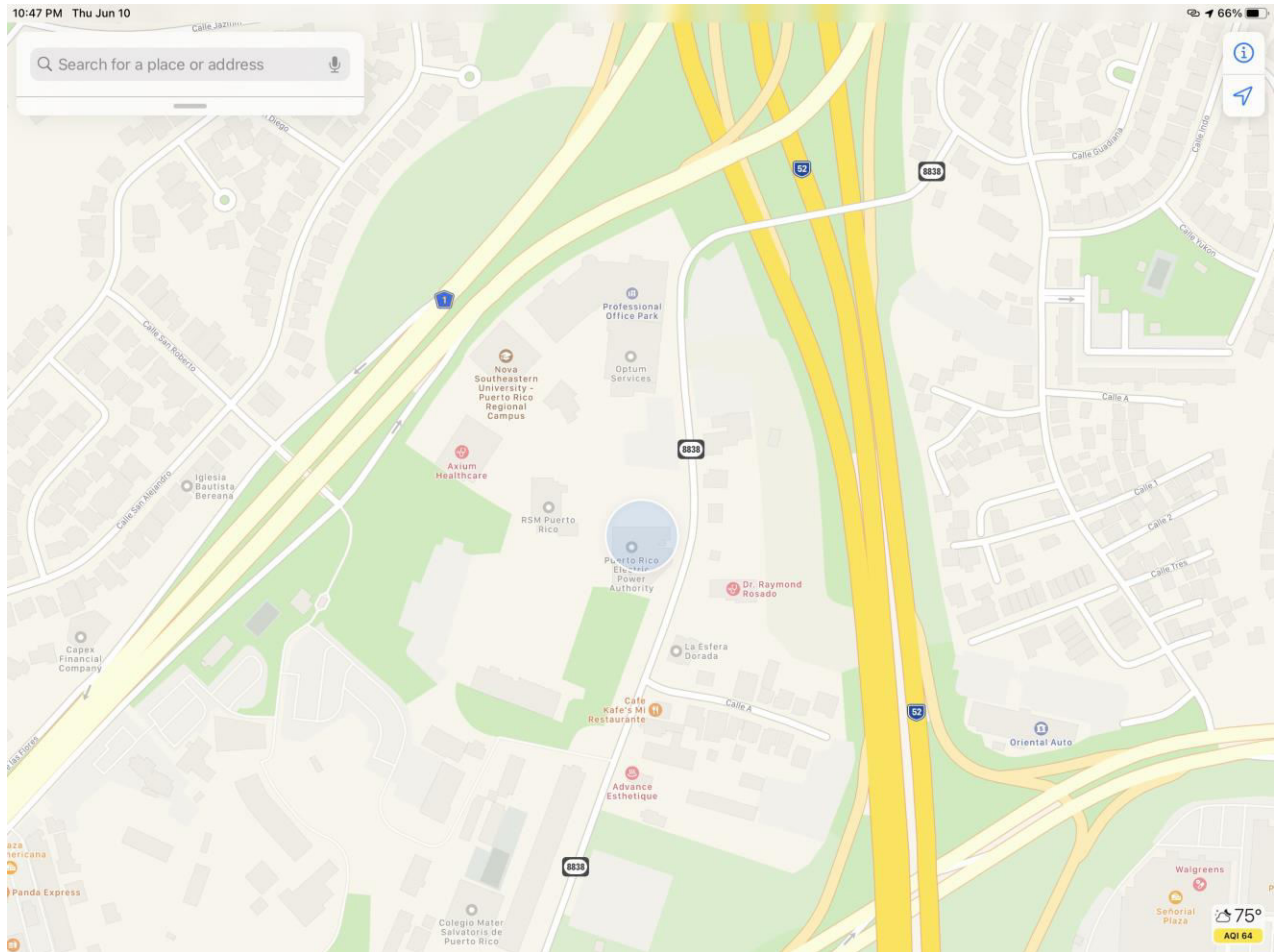 10:47 PM Thu Jun 10
66%
Search for a place or address
Calle Jazmín
Diego
52
8838
Calle Guadiana
Calle Indo
Calle Yukon
1
Professional
Office Park
Calle San Roberto
Nova
Southeastern
University -
Puerto Rico
Regional
Campus
Optum
Services
Calle A
8838
Axium
Healthcare
Iglesia
Bautista
Bereana
Calle San Alejandro
Calle 1
RSM Puerto
Rico
Calle 2
Puerto Rico
Electric
Power
Authority
Calle Tres
Dr. Raymond
Rosado
Capex
Financial
Company
La Esfera
Dorada
Cafe
Kafe's Mi
Restaurante
Calle A
52
Oriental Auto
las Flores
Advance
Esthetique
8838
Walgreens
Panda Express
Señorial
Plaza
Colegio Mater
Salvatoris de
Puerto Rico
75°
AQI 64